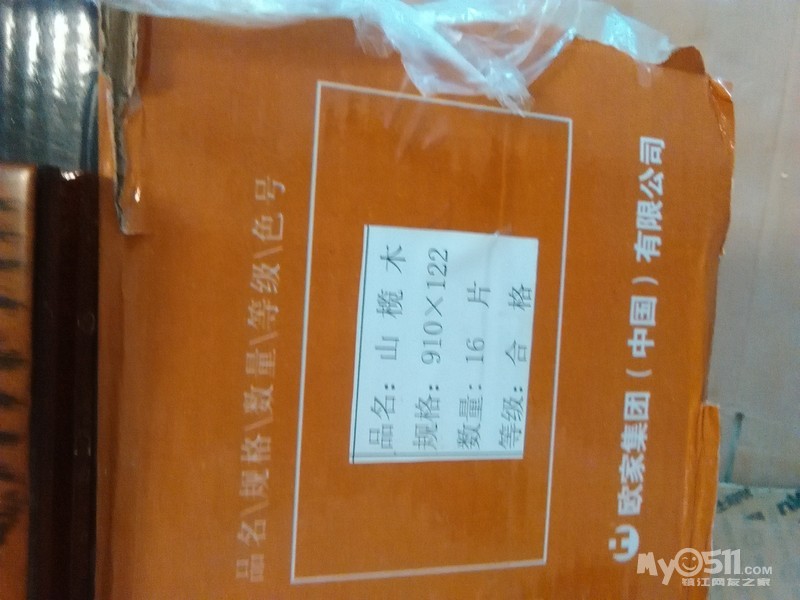 品名\规格\数量\等级\色号
品名：山榄木
规格：910×122
数量：16 片
等级：合格
欧家集团（中国）有限公司
MyO511.COM
镇江网友之家